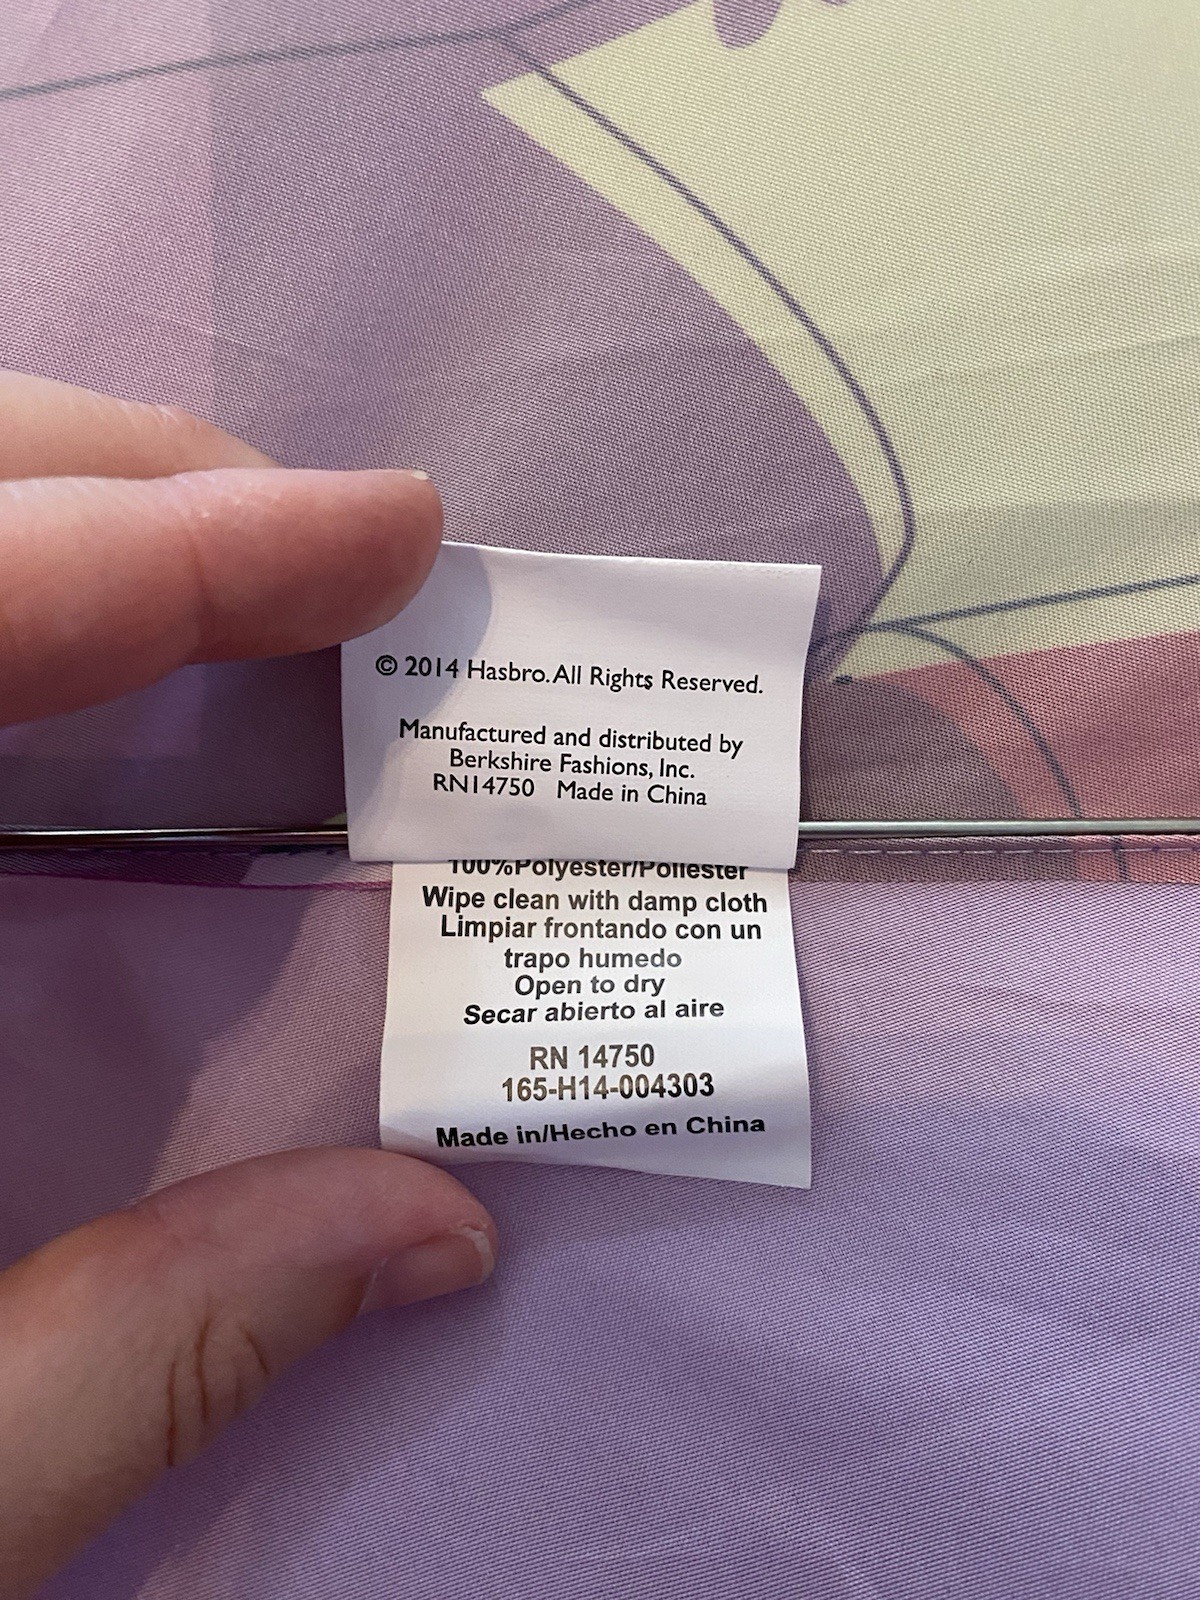 © 2014 Hasbro. All Rights Reserved.
Manufactured and distributed by
Berkshire Fashions, Inc.
RN14750 Made in China
100%Polyester/Poliester
Wipe clean with damp cloth
Limpiar frontando con un
trapo humedo
Open to dry
Secar abierto al aire
RN 14750
165-H14-004303
Made in/Hecho en China